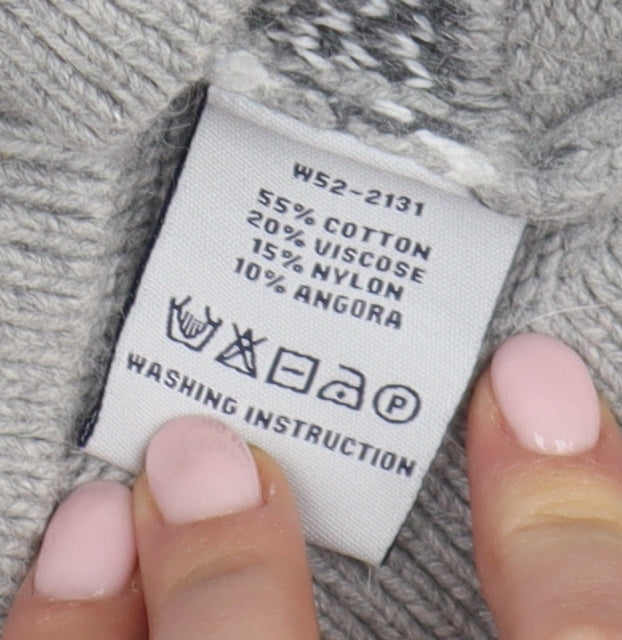 W52-2131
55% COTTON
20% VISCOSE
15% NYLON
10% ANGORA
P
WASHING INSTRUCTION